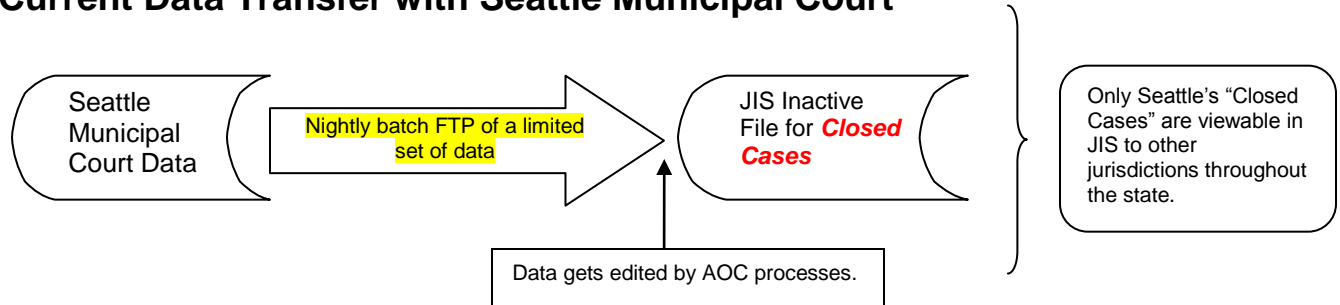 Current Data Transfer with Seattle Municipal Court
Seattle
Municipal
Court Data
Nightly batch FTP of a limited
set of data
JIS Inactive
File for Closed
Cases
Only Seattle's “Closed
Cases” are viewable in
JIS to other
jurisdictions throughout
the state.
Data gets edited by AOC processes.